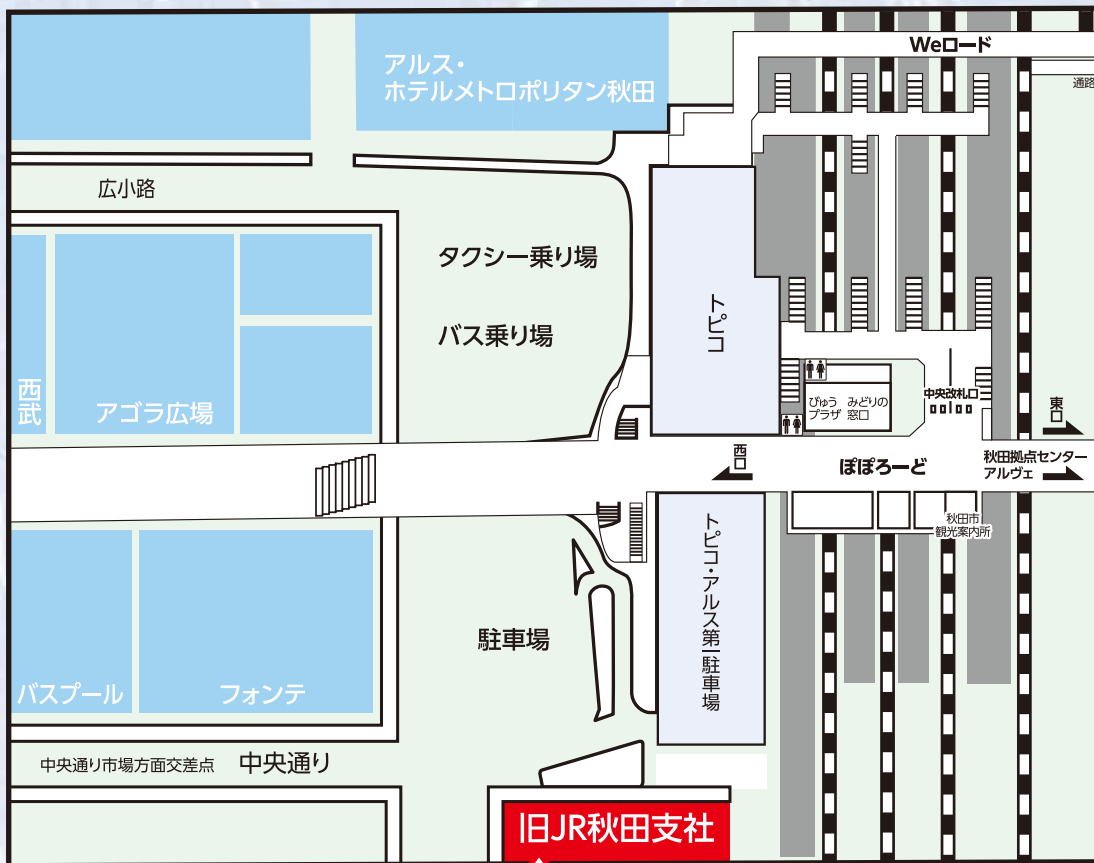 Weロード
アルス・
ホテルメトロポリタン秋田
通路
広小路
タクシー乗り場
バス乗り場
トピコ
西武
アゴラ広場
びゅう
プラザ
みどりの
窓口
中央改札口
東口
西口
ぽぽろーど
秋田拠点センター
アルヴェ
秋田市
観光案内所
トピコ・アルス第一駐車場
駐車場
バスプール
フォンテ
中央通り市場方面交差点
中央通り
旧JR秋田支社